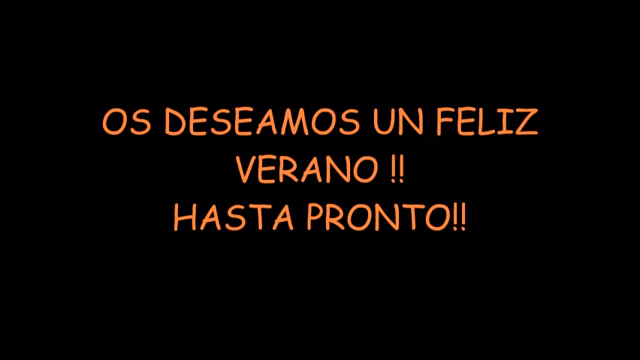 OS DESEAMOS UN FELIZ
VERANO !!
HASTA PRONTO!!